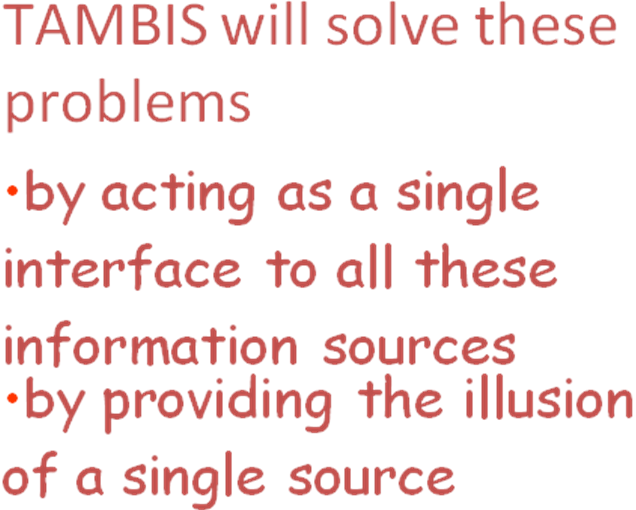 TAMBIS will solve these
problems
•by acting as a single
interface to all these
information sources
•by providing the illusion
of a single source